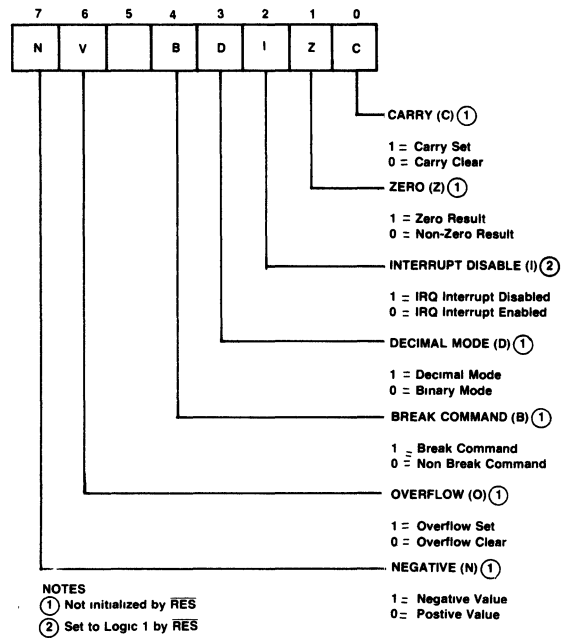 7 6 5 4 3 2 1 0
N V B D I Z C
CARRY (C) 1
1 = Carry Set
0 = Carry Clear
ZERO (Z) 1
1 = Zero Result
0 = Non-Zero Result
INTERRUPT DISABLE (I) 2
1 = IRQ Interrupt Disabled
0 = IRQ Interrupt Enabled
DECIMAL MODE (D) 1
1 = Decimal Mode
0 = Binary Mode
BREAK COMMAND (B) 1
1 = Break Command
0 = Non Break Command
OVERFLOW (O) 1
1 = Overflow Set
0 = Overflow Clear
NEGATIVE (N) 1
1 = Negative Value
0 = Postive Value
NOTES
1 Not initialized by RES
2 Set to Logic 1 by RES